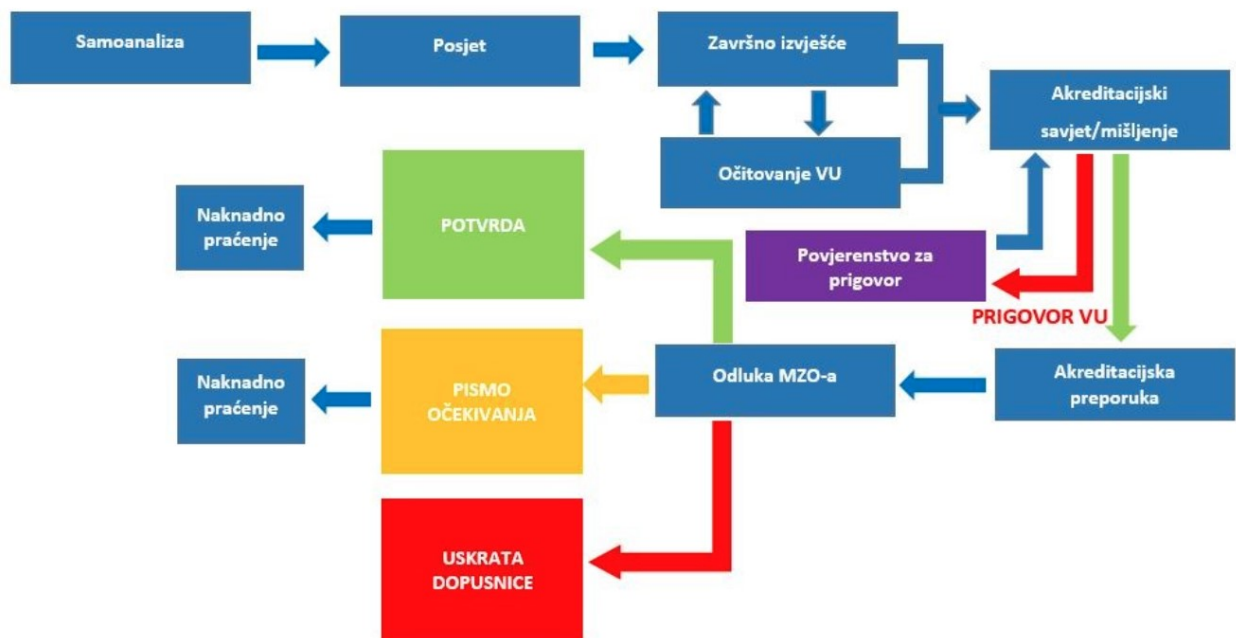 Samoanaliza
Posjet
Završno izvješće
Akreditacijski
savjet/mišljenje
Očitovanje VU
Naknadno
praćenje
POTVRDA
Povjerenstvo za
prigovor
PRIGOVOR VU
Naknadno
praćenje
PISMO
OČEKIVANJA
Odluka MZO-a
Akreditacijska
preporuka
USKRATA
DOPUSNICE